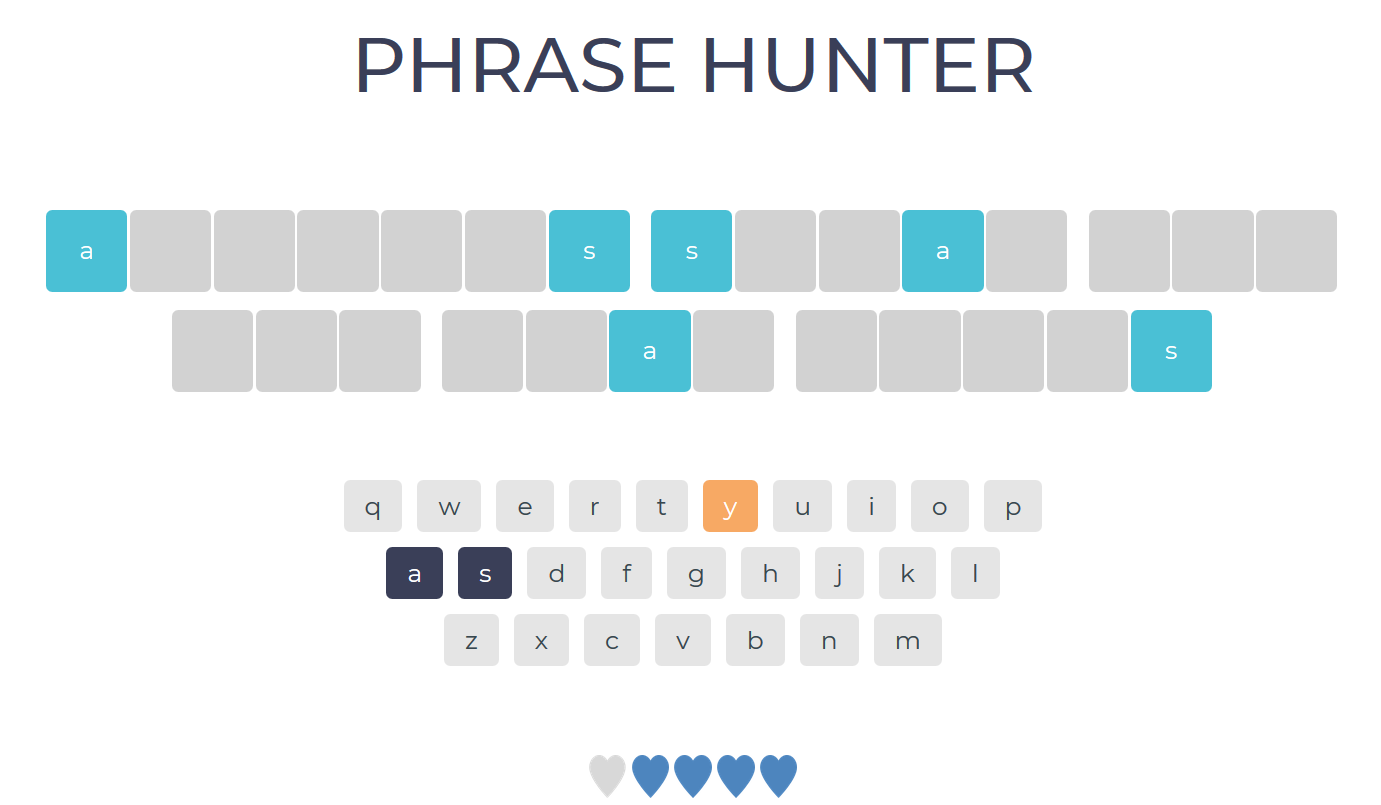 PHRASE HUNTER
a s s a
a s
q w e r t y u i o p
a s d f g h j k l
z x c v b n m